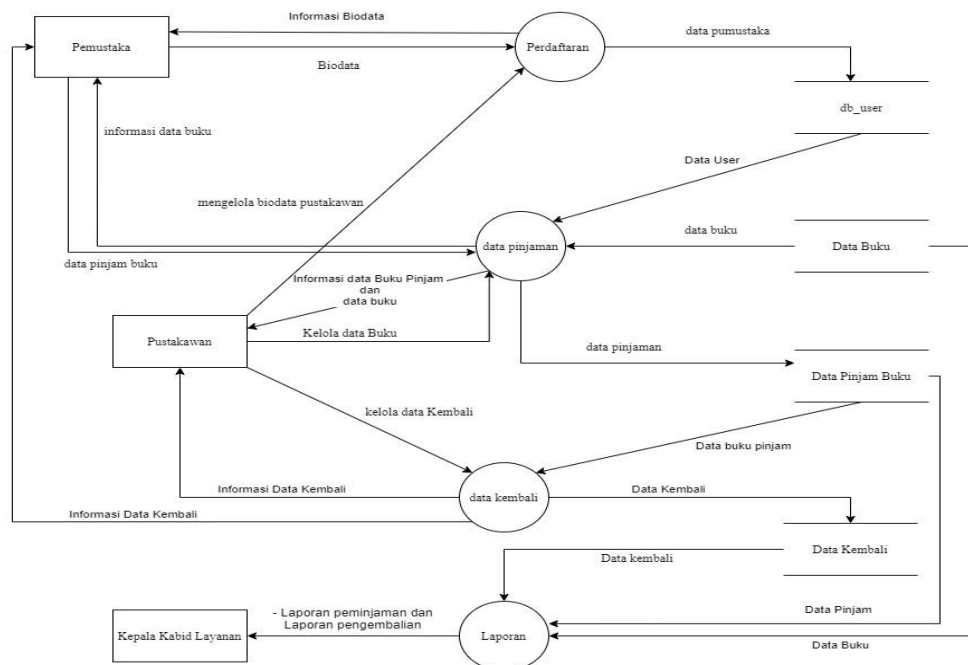 Informasi Biodata
Pemustaka
Perdaftaran
data pumustaka
Biodata
db_user
informasi data buku
Data User
mengelola biodata pustakawan
data pinjaman
data buku
Data Buku
data pinjam buku
Informasi data Buku Pinjam
dan
data buku
Kelola data Buku
Pustakawan
data pinjaman
Data Pinjam Buku
kelola data Kembali
Data buku pinjam
Informasi Data Kembali
data kembali
Data Kembali
Informasi Data Kembali
Data Kembali
Data kembali
- Laporan peminjaman dan
Laporan pengembalian
Data Pinjam
Kepala Kabid Layanan
Laporan
Data Buku